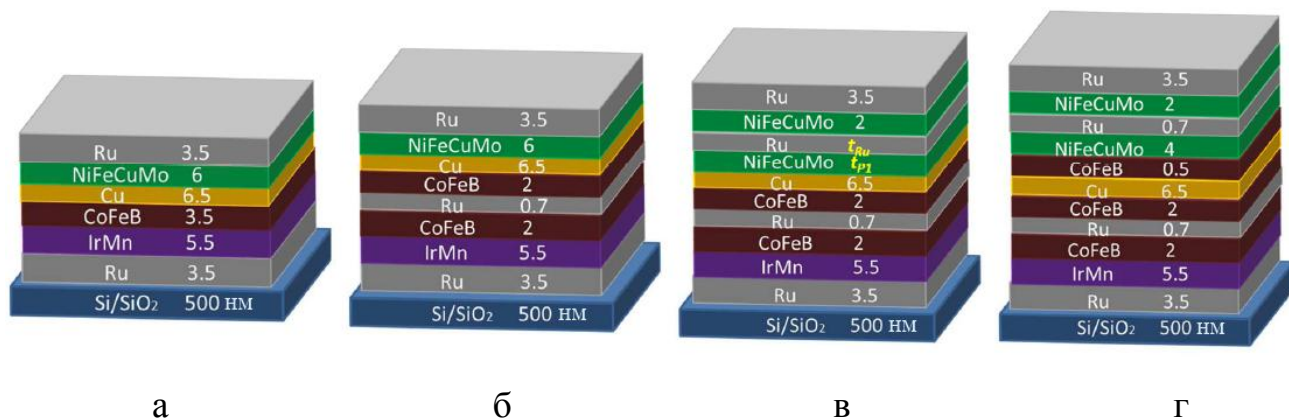 Ru 3.5
NiFeCuMo 6
Cu 6.5
CoFeB 3.5
IrMn 5.5
Ru 3.5
Si/SiO2 500 нм
а
Ru 3.5
NiFeCuMo 6
Cu 6.5
CoFeB 2
Ru 0.7
CoFeB 2
IrMn 5.5
Ru 3.5
Si/SiO2 500 нм
б
Ru 3.5
NiFeCuMo 2
Ru tRu
NiFeCuMo tP1
Cu 6.5
CoFeB 2
Ru 0.7
CoFeB 2
IrMn 5.5
Ru 3.5
Si/SiO2 500 нм
в
Ru 3.5
NiFeCuMo 2
Ru 0.7
NiFeCuMo 4
CoFeB 0.5
Cu 6.5
CoFeB 2
Ru 0.7
CoFeB 2
IrMn 5.5
Ru 3.5
Si/SiO2 500 нм
г